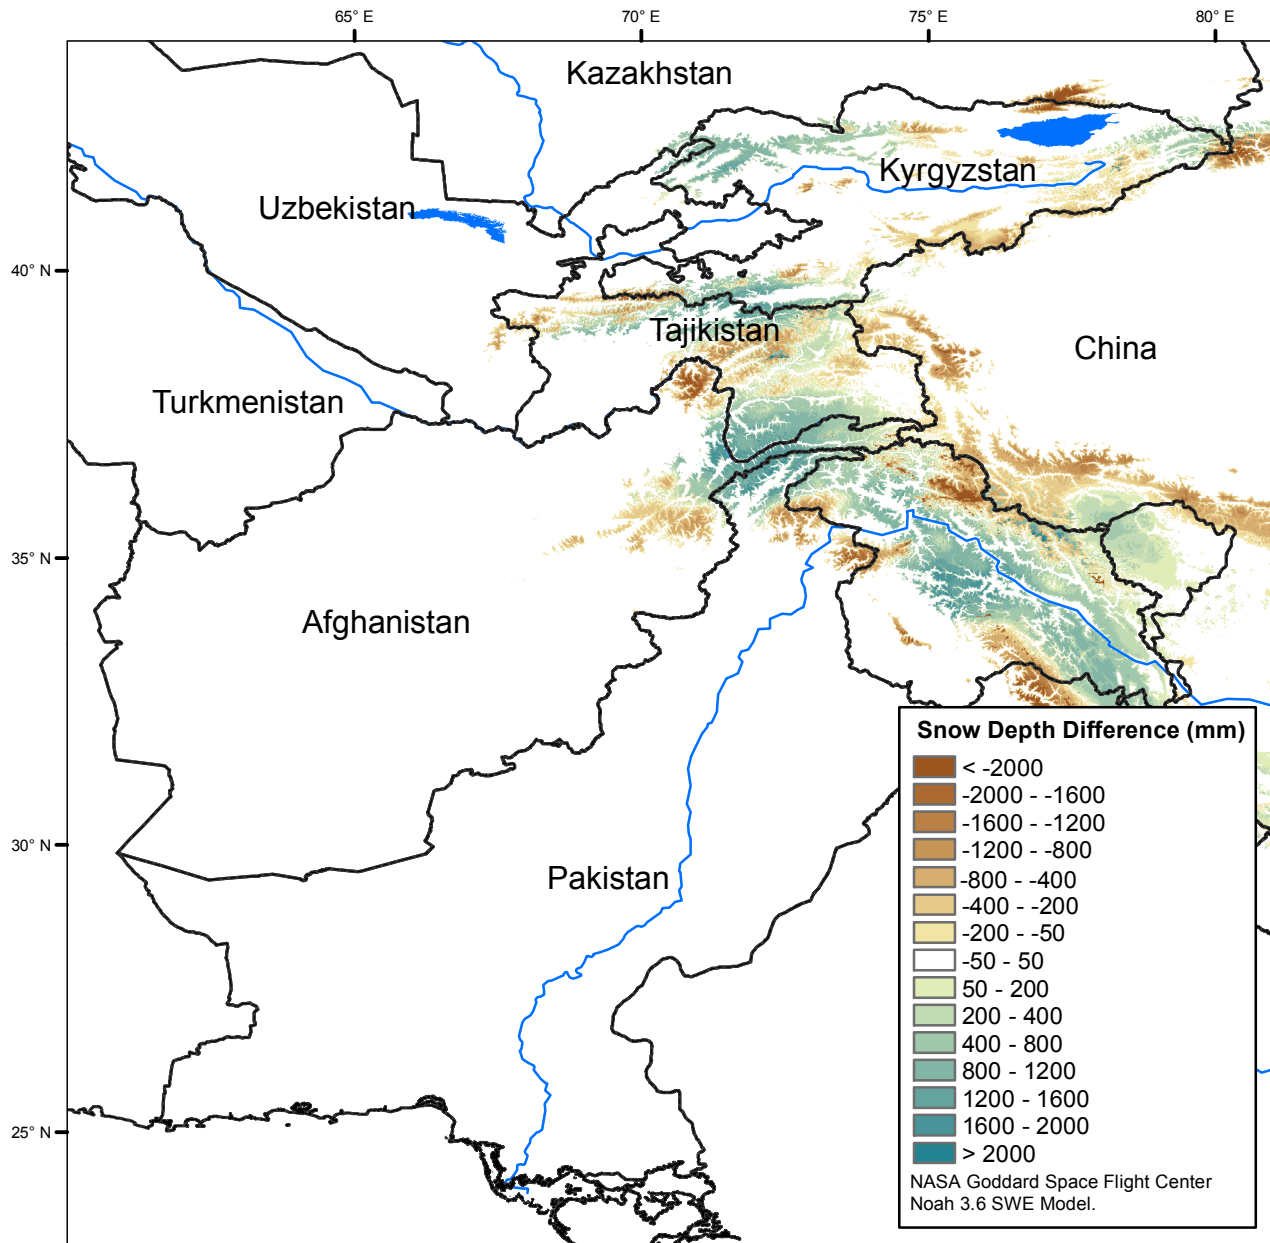 65° E
70° E
75° E
80° E
Kazakhstan
Kyrgyzstan
Uzbekistan
40° N
Tajikistan
China
Turkmenistan
35° N
Afghanistan
30° N
Pakistan
25° N
Snow Depth Difference (mm)
< -2000
-2000 - -1600
-1600 - -1200
-1200 - -800
-800 - -400
-400 - -200
-200 - -50
-50 - 50
50 - 200
200 - 400
400 - 800
800 - 1200
1200 - 1600
1600 - 2000
> 2000
NASA Goddard Space Flight Center
Noah 3.6 SWE Model.